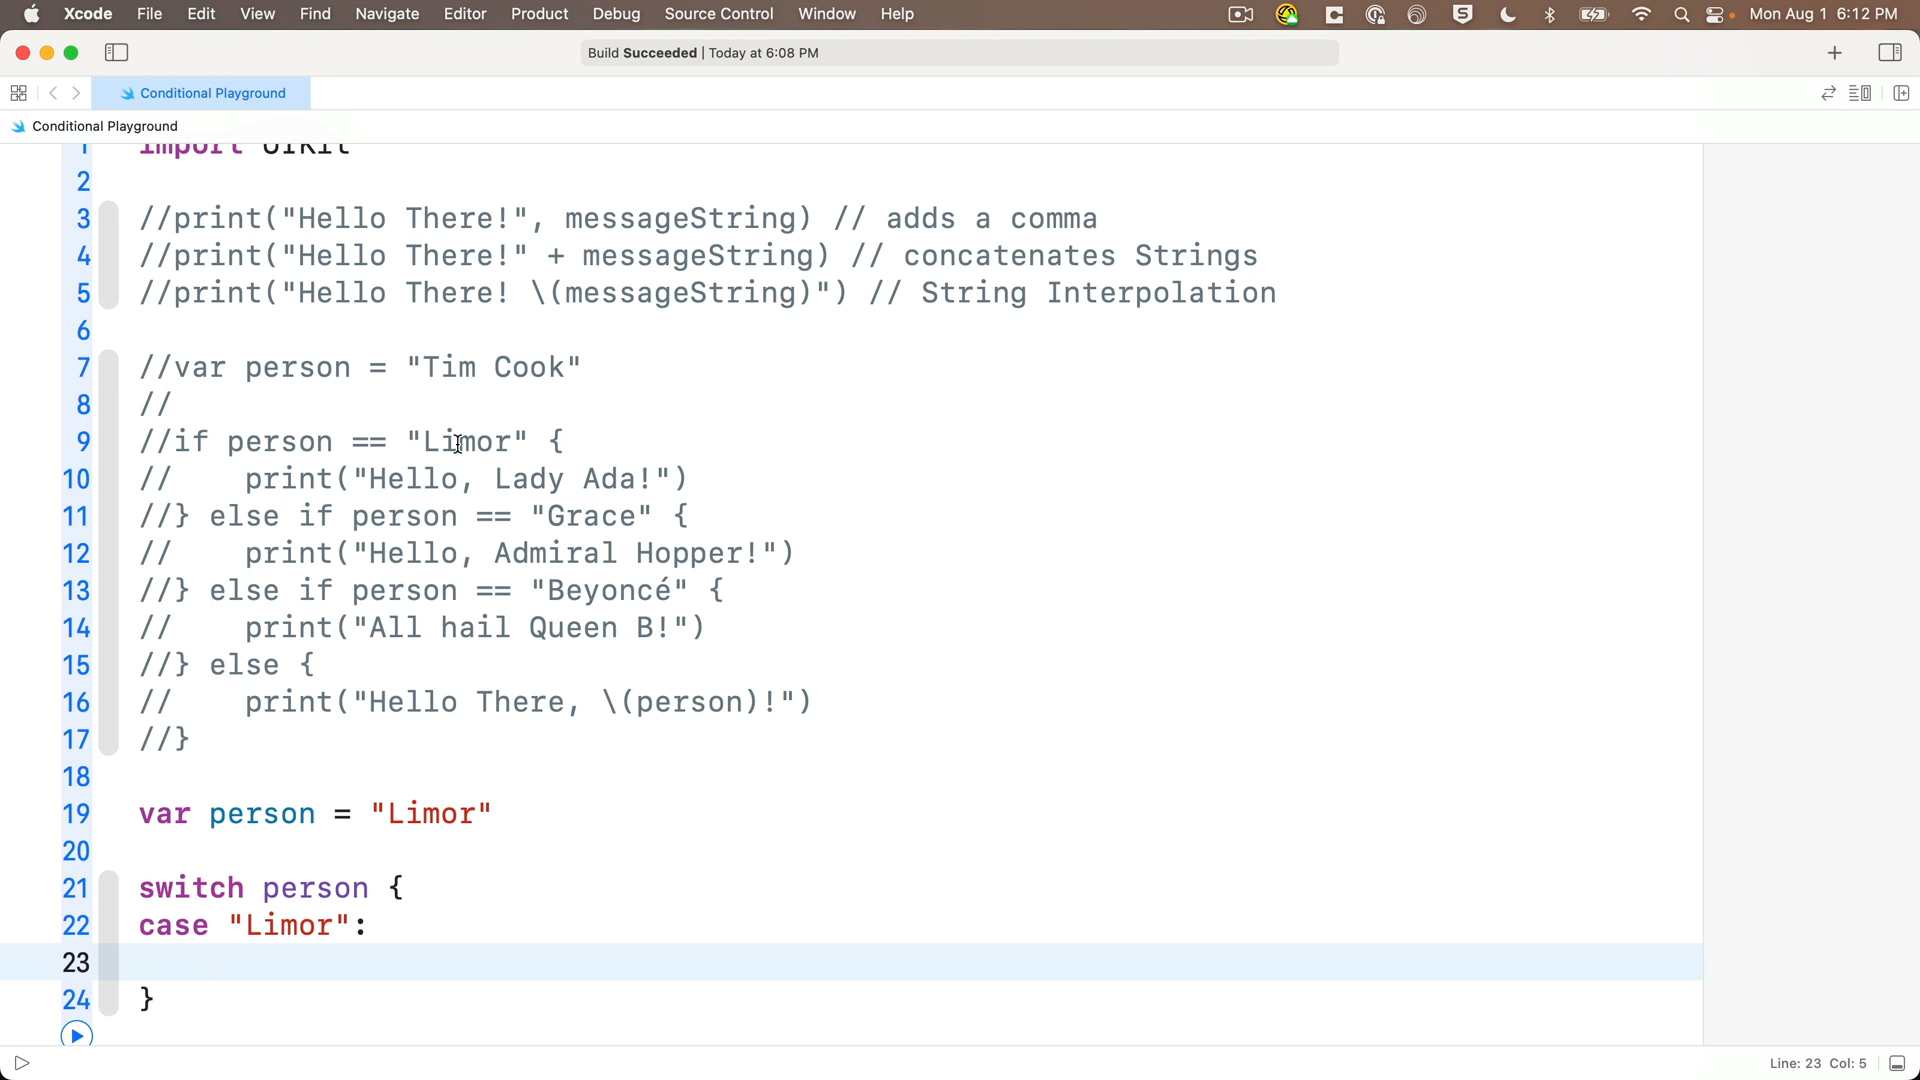 Xcode File Edit View Find Navigate Editor Product Debug Source Control Window Help Mon Aug 1 6:12 PM
Build Succeeded | Today at 6:08 PM
Conditional Playground
Conditional Playground
1 import UIKit
2
3 //print("Hello There!", messageString) // adds a comma
4 //print("Hello There!" + messageString) // concatenates Strings
5 //print("Hello There! \(messageString)") // String Interpolation
6
7 //var person = "Tim Cook"
8 //
9 //if person == "Limor" {
10 //    print("Hello, Lady Ada!")
11 //} else if person == "Grace" {
12 //    print("Hello, Admiral Hopper!")
13 //} else if person == "Beyoncé" {
14 //    print("All hail Queen B!")
15 //} else {
16 //    print("Hello There, \(person)!")
17 //}
18
19 var person = "Limor"
20
21 switch person {
22 case "Limor":
23
24 }
Line: 23 Col: 5